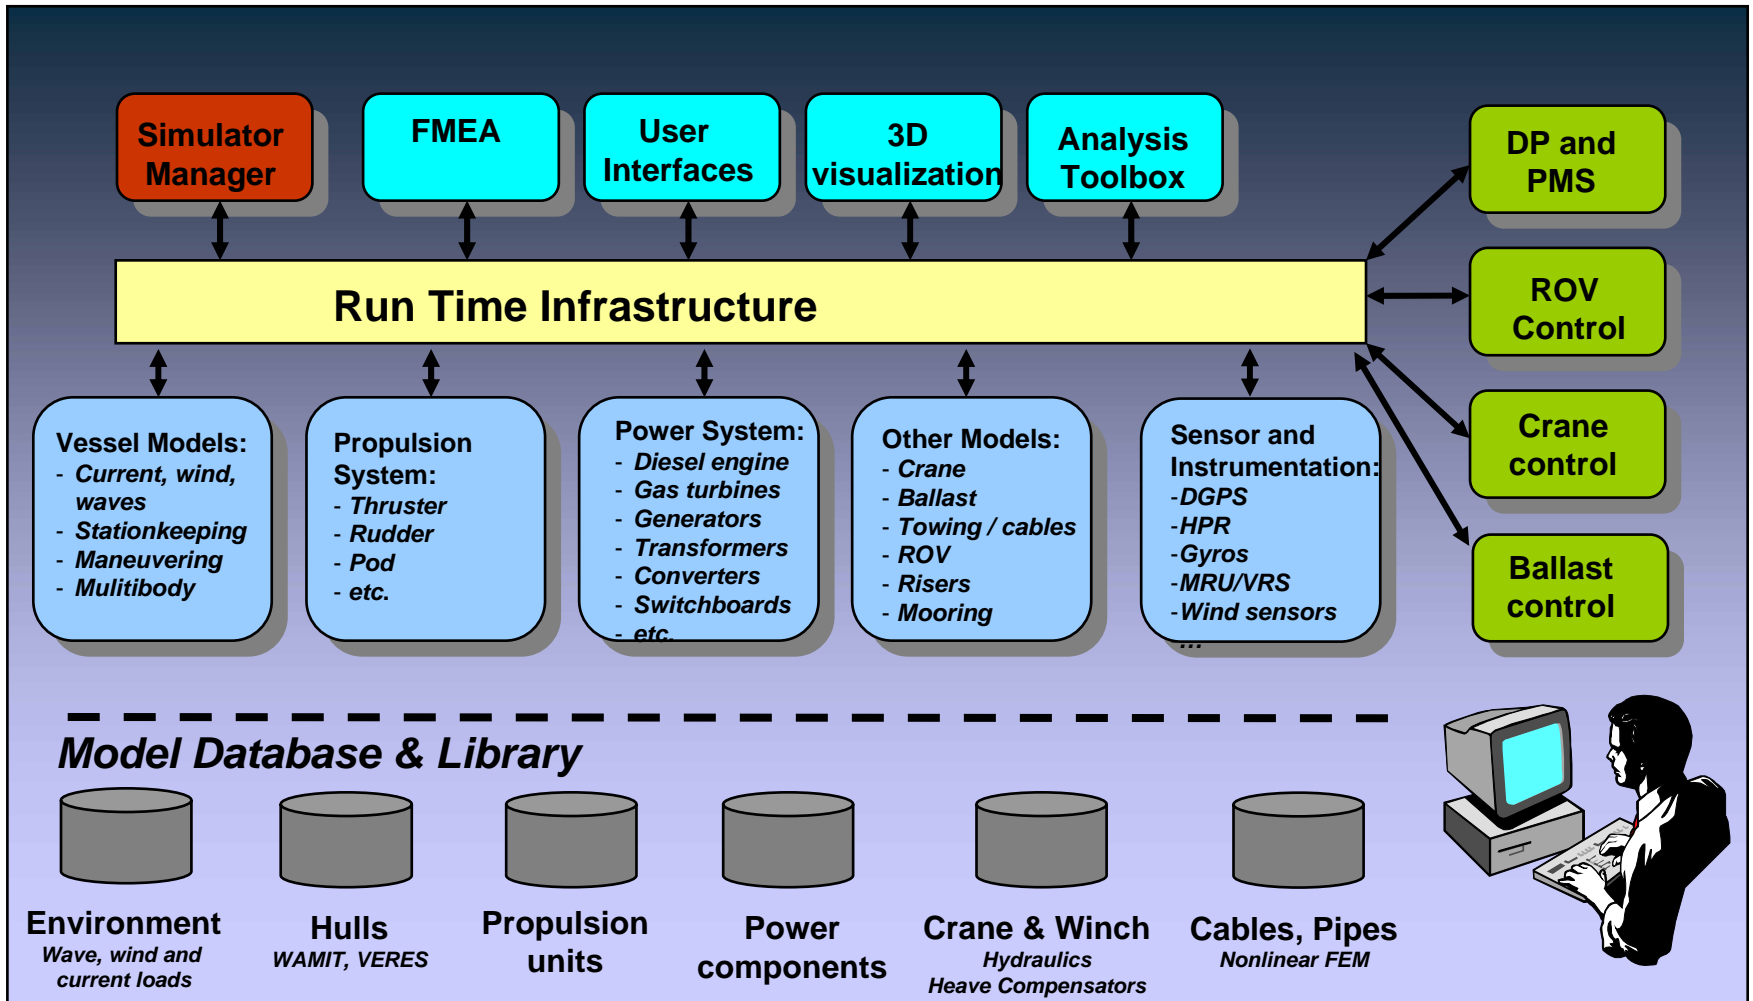 Simulator
Manager
FMEA
User
Interfaces
3D
visualization
Analysis
Toolbox
DP and
PMS
Run Time Infrastructure
ROV
Control
Crane
control
Ballast
control
Vessel Models:
- Current, wind,
waves
- Stationkeeping
- Maneuvering
- Mulitibody
Propulsion
System:
- Thruster
- Rudder
- Pod
- etc.
Power System:
- Diesel engine
- Gas turbines
- Generators
- Transformers
- Converters
- Switchboards
- etc.
Other Models:
- Crane
- Ballast
- Towing / cables
- ROV
- Risers
- Mooring
Sensor and
Instrumentation:
-DGPS
-HPR
-Gyros
-MRU/VRS
-Wind sensors
...
Model Database & Library
Environment
Wave, wind and
current loads
Hulls
WAMIT, VERES
Propulsion
units
Power
components
Crane & Winch
Hydraulics
Heave Compensators
Cables, Pipes
Nonlinear FEM